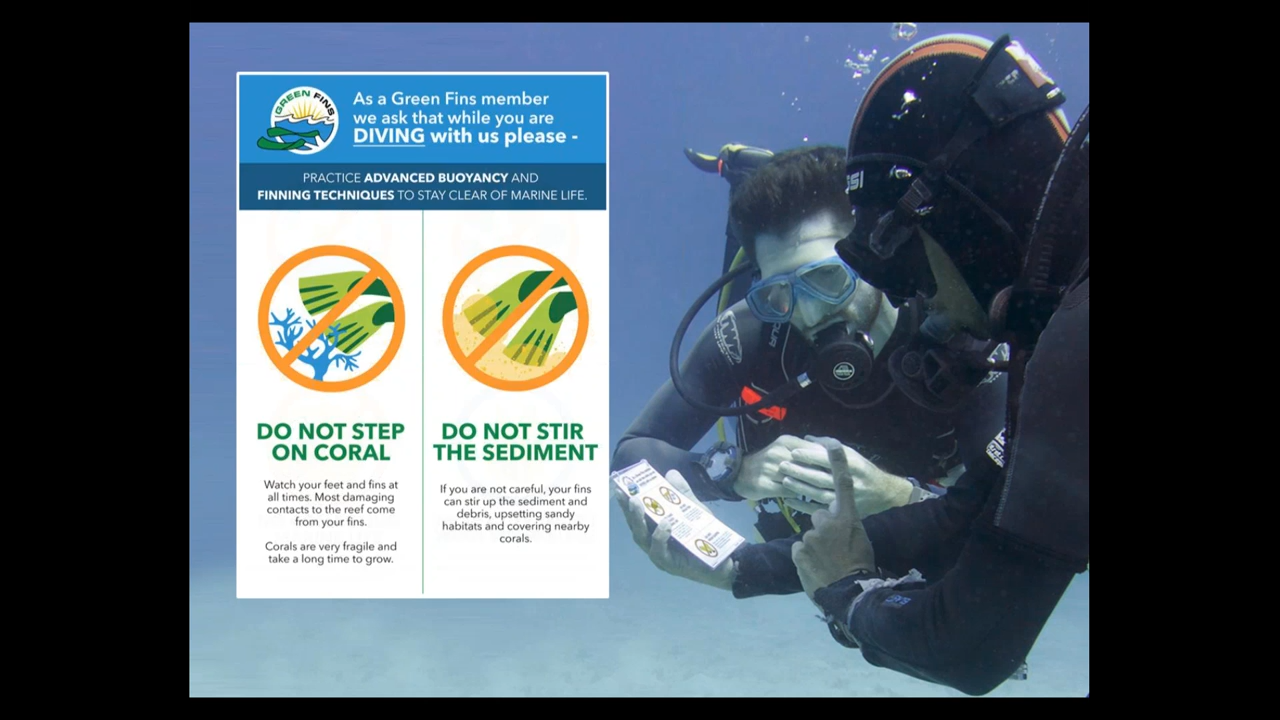 GREEN FINS
As a Green Fins member
we ask that while you are
DIVING with us please -
PRACTICE ADVANCED BUOYANCY AND
FINNING TECHNIQUES TO STAY CLEAR OF MARINE LIFE.
DO NOT STEP
ON CORAL
Watch your feet and fins at
all times. Most damaging
contacts to the reef come
from your fins.
Corals are very fragile and
take a long time to grow.
DO NOT STIR
THE SEDIMENT
If you are not careful, your fins
can stir up the sediment and
debris, upsetting sandy
habitats and covering nearby
corals.